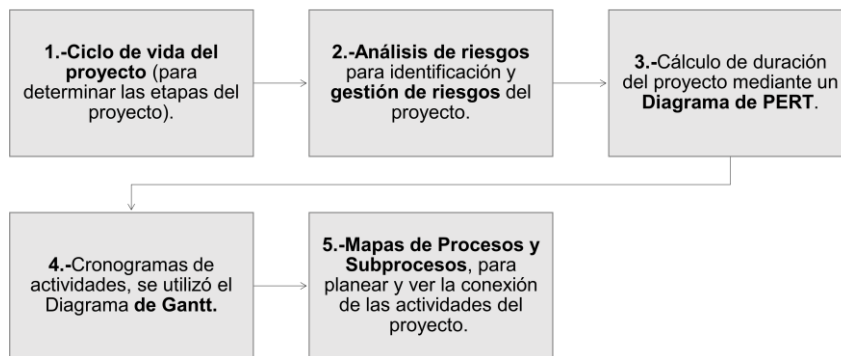 1.-Ciclo de vida del
proyecto (para
determinar las etapas del
proyecto).
2.-Análisis de riesgos
para identificación y
gestión de riesgos del
proyecto.
3.-Cálculo de duración
del proyecto mediante un
Diagrama de PERT.
4.-Cronogramas de
actividades, se utilizó el
Diagrama de Gantt.
5.-Mapas de Procesos y
Subprocesos, para
planear y ver la conexión
de las actividades del
proyecto.